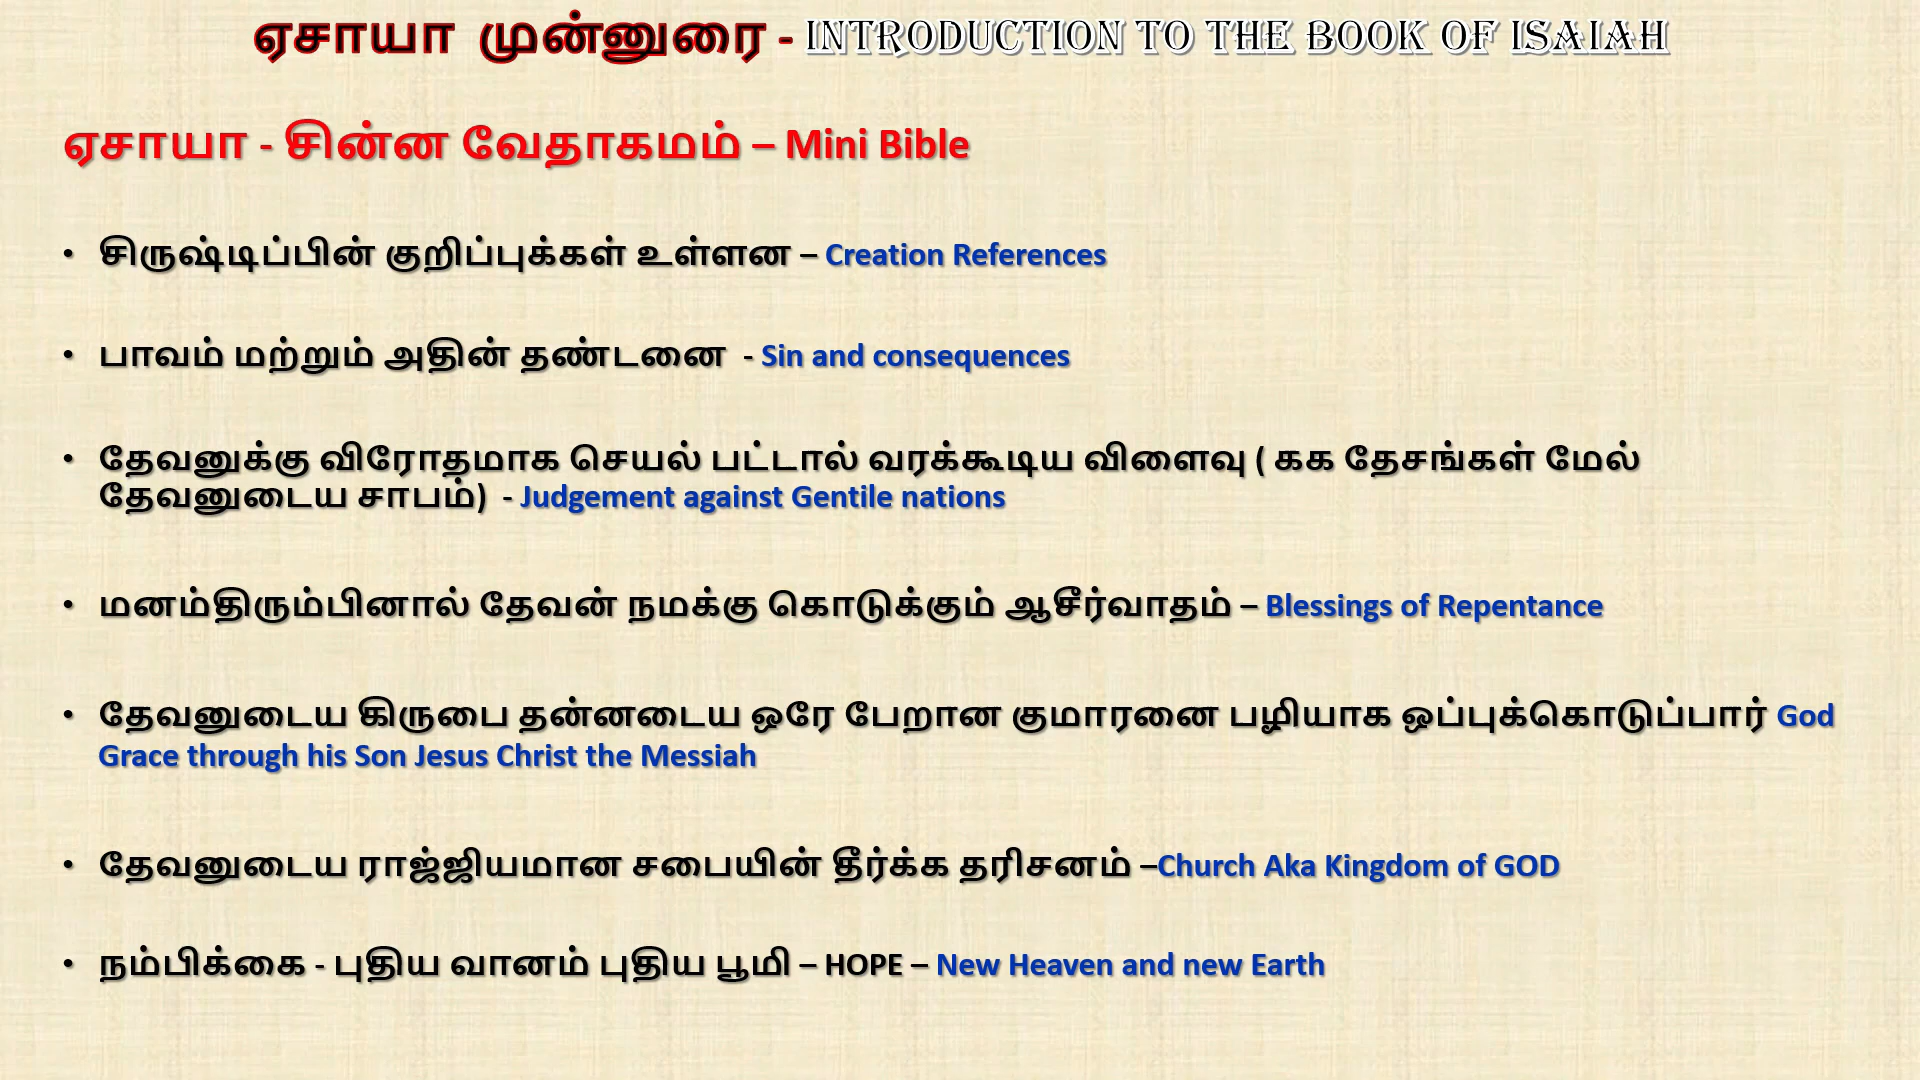 ஏசாயா முன்னுரை - INTRODUCTION TO THE BOOK OF ISAIAH
ஏசாயா - சின்ன வேதாகமம் – Mini Bible
• சிருஷ்டிப்பின் குறிப்புக்கள் உள்ளன – Creation References
• பாவம் மற்றும் அதின் தண்டனை - Sin and consequences
• தேவனுக்கு விரோதமாக செயல் பட்டால் வரக்கூடிய விளைவு ( கக தேசங்கள் மேல்
தேவனுடைய சாபம்) - Judgement against Gentile nations
• மனம்திரும்பினால் தேவன் நமக்கு கொடுக்கும் ஆசீர்வாதம் – Blessings of Repentance
• தேவனுடைய கிருபை தன்னடைய ஒரே பேறான குமாரனை பழியாக ஒப்புக்கொடுப்பார் God
Grace through his Son Jesus Christ the Messiah
• தேவனுடைய ராஜ்ஜியமான சபையின் தீர்க்க தரிசனம் –Church Aka Kingdom of GOD
• நம்பிக்கை - புதிய வானம் புதிய பூமி – HOPE – New Heaven and new Earth